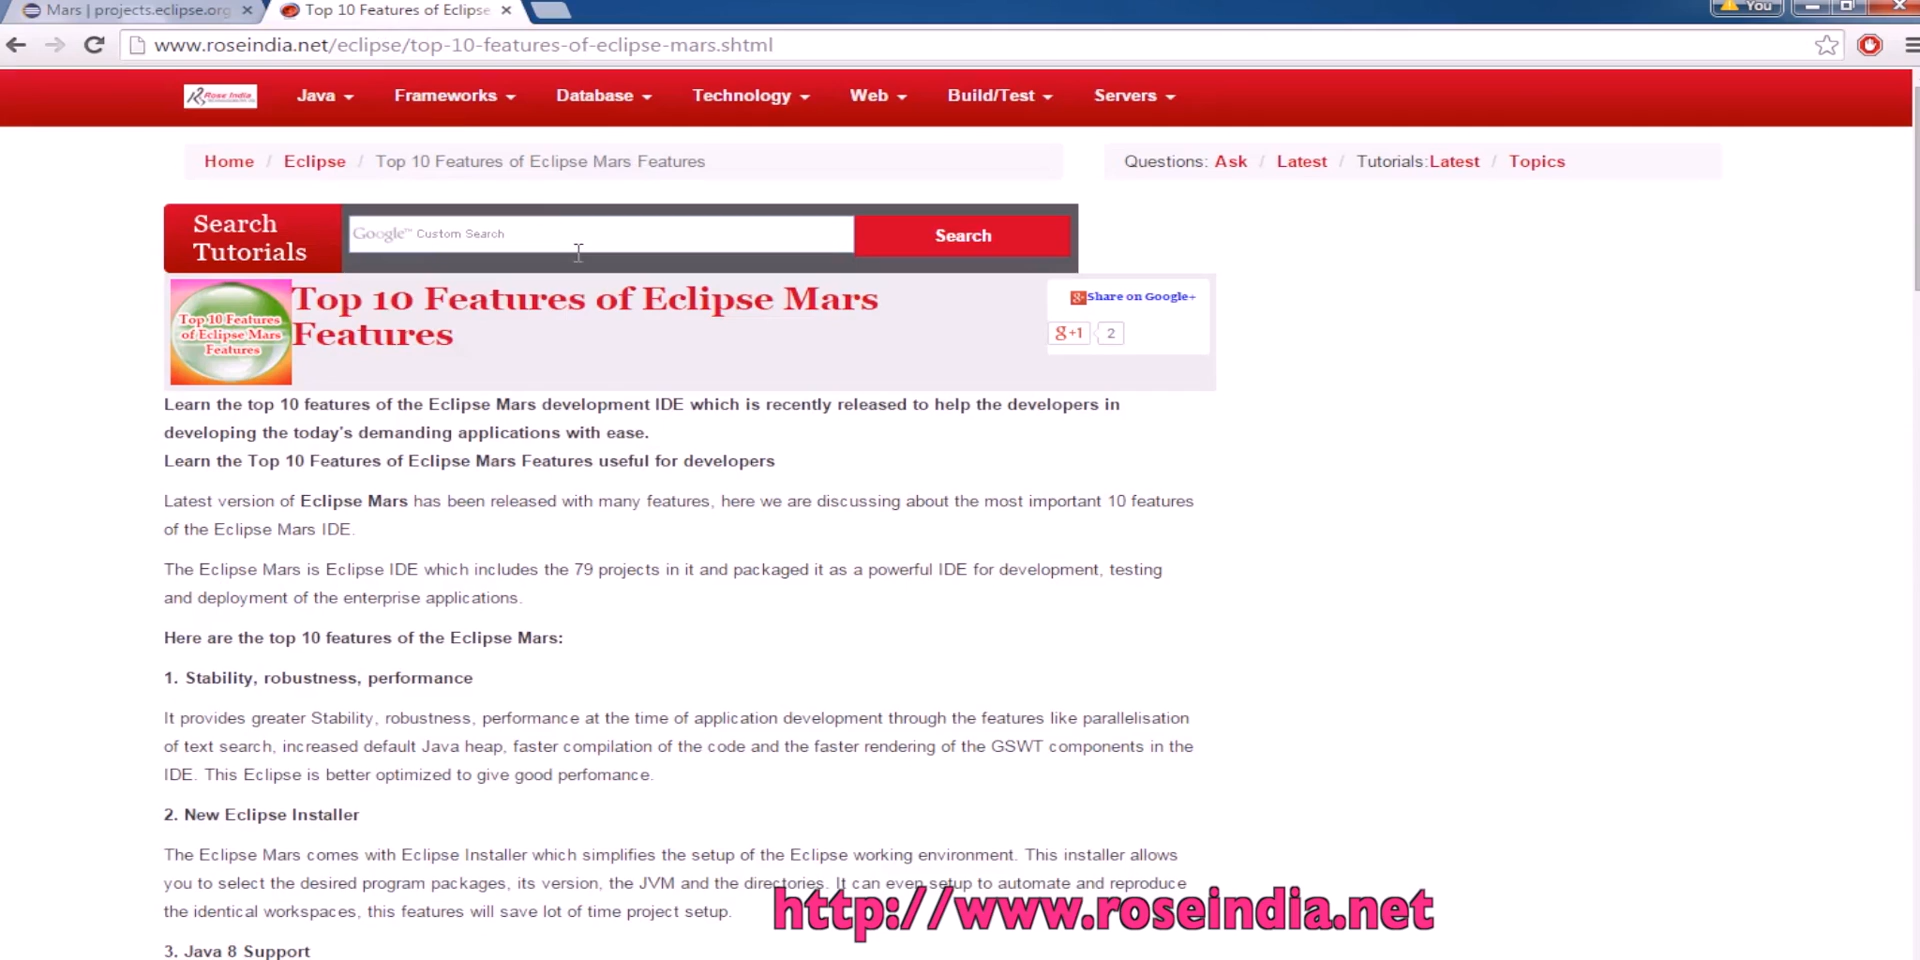 Mars | projects.eclipse.org
Top 10 Features of Eclipse
You
www.roseindia.net/eclipse/top-10-features-of-eclipse-mars.shtml
Rose India
Java
Frameworks
Database
Technology
Web
Build/Test
Servers
Home / Eclipse / Top 10 Features of Eclipse Mars Features
Questions: Ask / Latest / Tutorials:Latest / Topics
Search
Tutorials
Google™ Custom Search
Search
Top 10 Features
of Eclipse Mars
Features
Top 10 Features of Eclipse Mars
Features
Share on Google+
g+1
2
Learn the top 10 features of the Eclipse Mars development IDE which is recently released to help the developers in
developing the today's demanding applications with ease.
Learn the Top 10 Features of Eclipse Mars Features useful for developers
Latest version of Eclipse Mars has been released with many features, here we are discussing about the most important 10 features
of the Eclipse Mars IDE.
The Eclipse Mars is Eclipse IDE which includes the 79 projects in it and packaged it as a powerful IDE for development, testing
and deployment of the enterprise applications.
Here are the top 10 features of the Eclipse Mars:
1. Stability, robustness, performance
It provides greater Stability, robustness, performance at the time of application development through the features like parallelisation
of text search, increased default Java heap, faster compilation of the code and the faster rendering of the GSWT components in the
IDE. This Eclipse is better optimized to give good perfomance.
2. New Eclipse Installer
The Eclipse Mars comes with Eclipse Installer which simplifies the setup of the Eclipse working environment. This installer allows
you to select the desired program packages, its version, the JVM and the directories. It can even setup to automate and reproduce
the identical workspaces, this features will save lot of time project setup.
http://www.roseindia.net
3. Java 8 Support